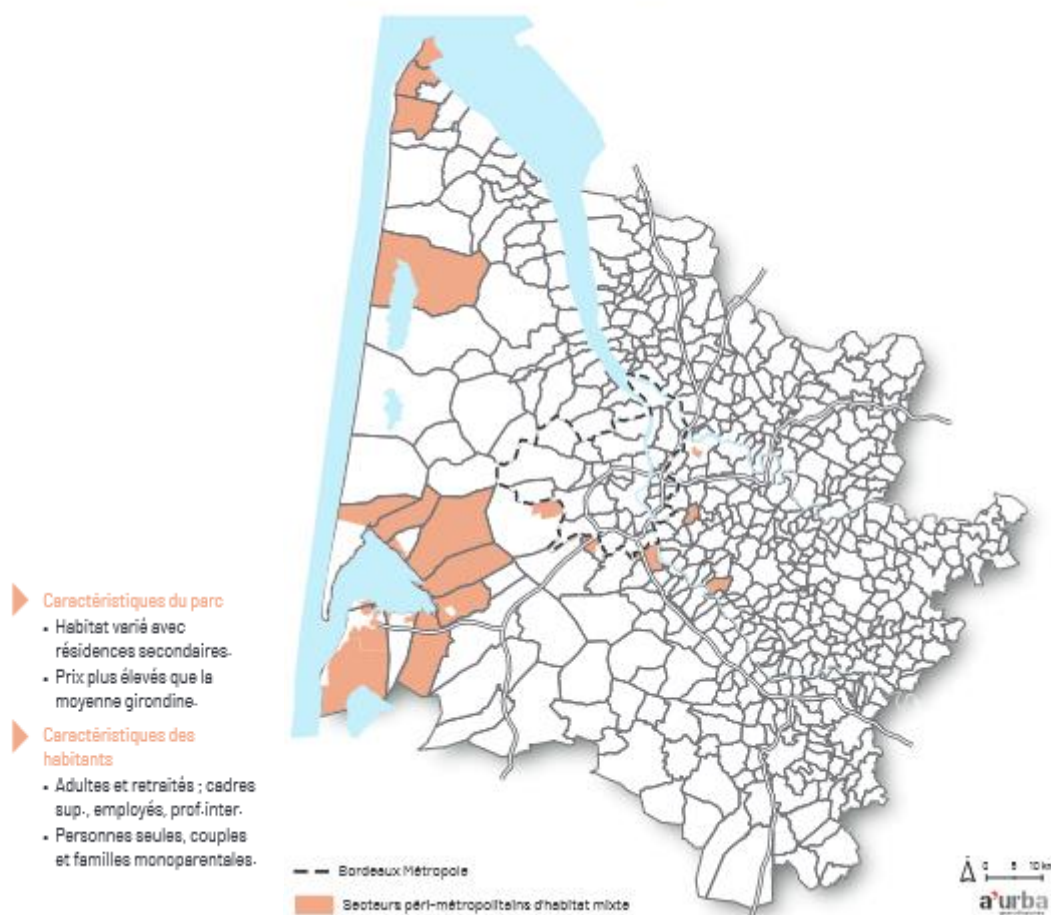 Caractéristiques du parc
• Habitat varié avec
résidences secondaires.
• Prix plus élevés que la
moyenne girondine.
Caractéristiques des
habitants
• Adultes et retraités ; cadres
sup., employés, prof.inter.
• Personnes seules, couples
et familles monoparentales.
Bordeaux Métropole
Secteurs péri-métropolitains d'habitat mixte
0 5 10 km
a'urba